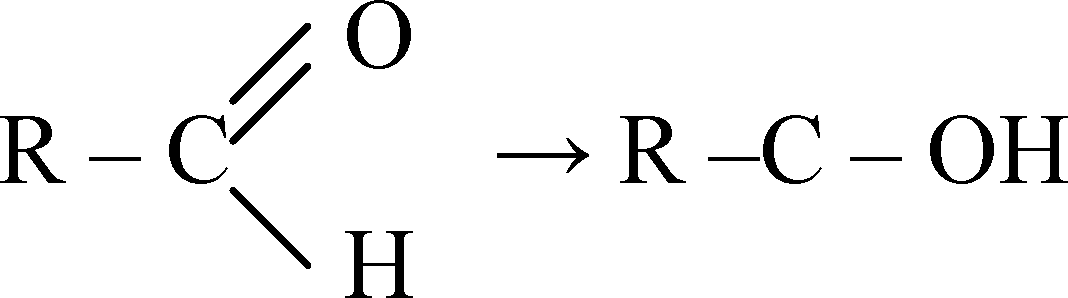 O
R – C → R – C – OH
H